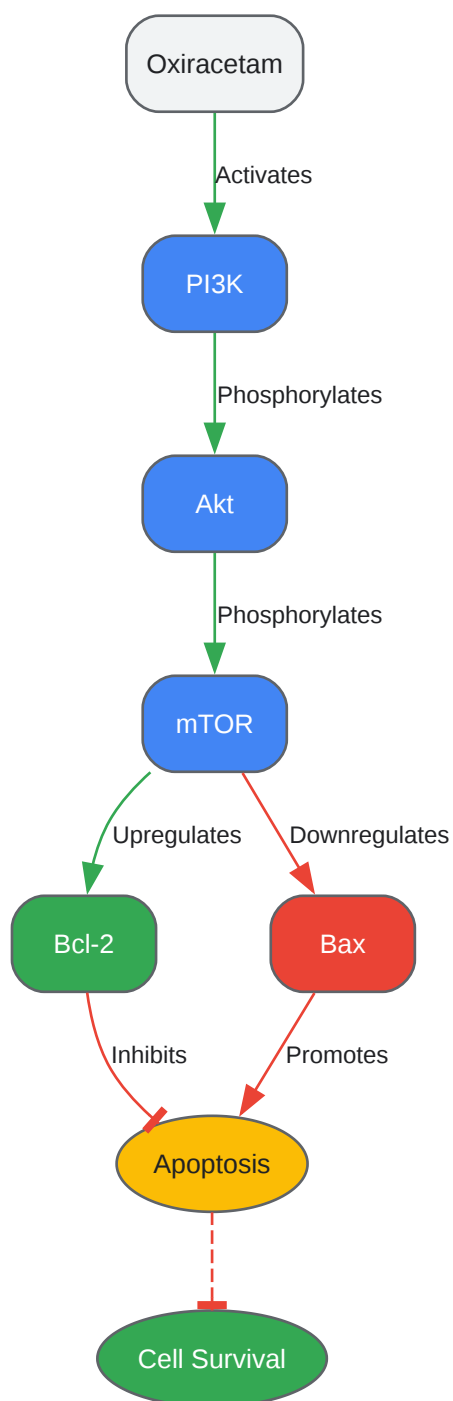 Oxiracetam
Activates
PI3K
Phosphorylates
Akt
Phosphorylates
mTOR
Upregulates
Downregulates
Bcl-2
Bax
Inhibits
Promotes
Apoptosis
Cell Survival